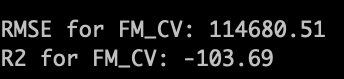 RMSE for FM_CV: 114680.51
R2 for FM_CV: -103.69